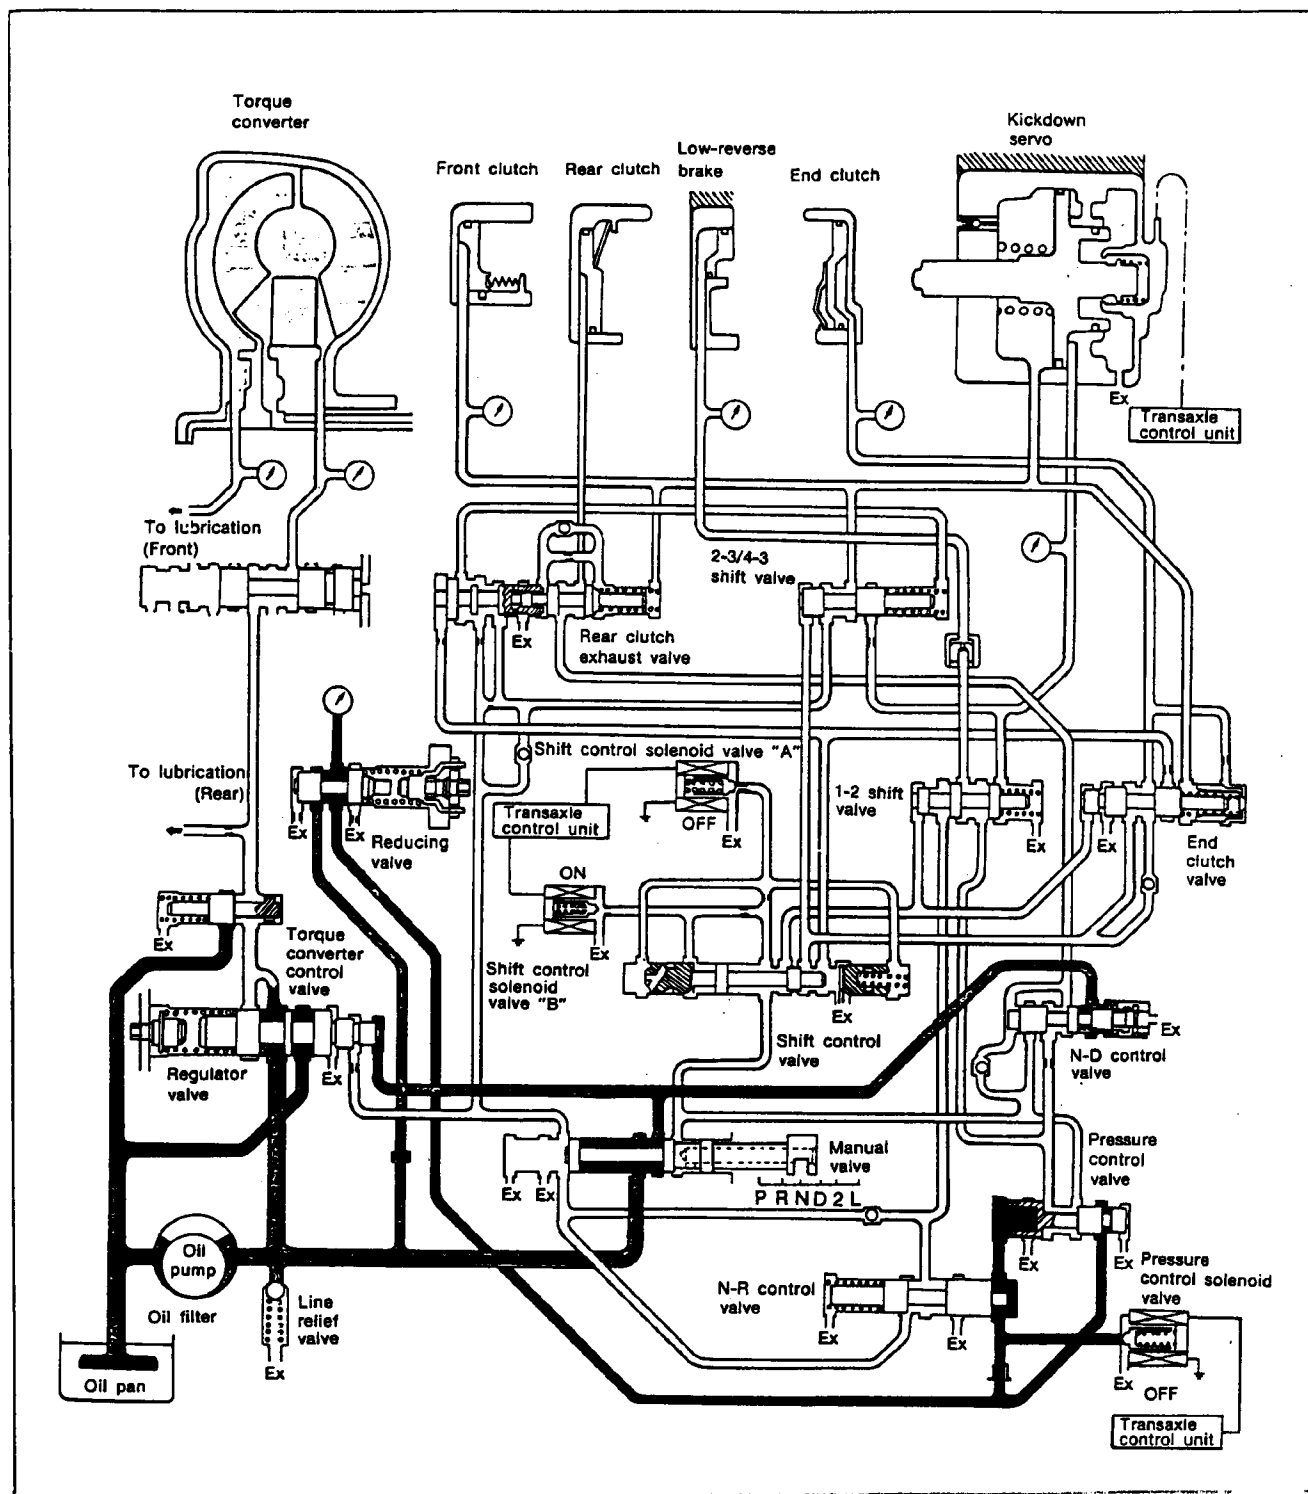 Torque
converter
Kickdown
servo
Front clutch
Rear clutch
Low-reverse
brake
End clutch
Ex
Transaxle
control unit
To lubrication
(Front)
2-3/4-3
shift valve
Ex
Rear clutch
exhaust valve
To lubrication
(Rear)
Shift control solenoid valve "A"
Ex
Ex
Reducing
valve
Transaxle
control unit
OFF
Ex
1-2 shift
valve
Ex
Ex
End
clutch
valve
ON
Ex
Ex
Torque
converter
control
valve
Shift control
solenoid
valve "B"
Ex
Shift control
valve
Ex
N-D control
valve
Regulator
valve
Ex
Manual
valve
Ex
Ex
P R N D 2 L
Pressure
control
valve
Oil
pump
Oil filter
Line
relief
valve
Ex
N-R control
valve
Ex
Ex
Ex
Ex
Pressure
control solenoid
valve
Ex
OFF
Oil pan
Transaxle
control unit